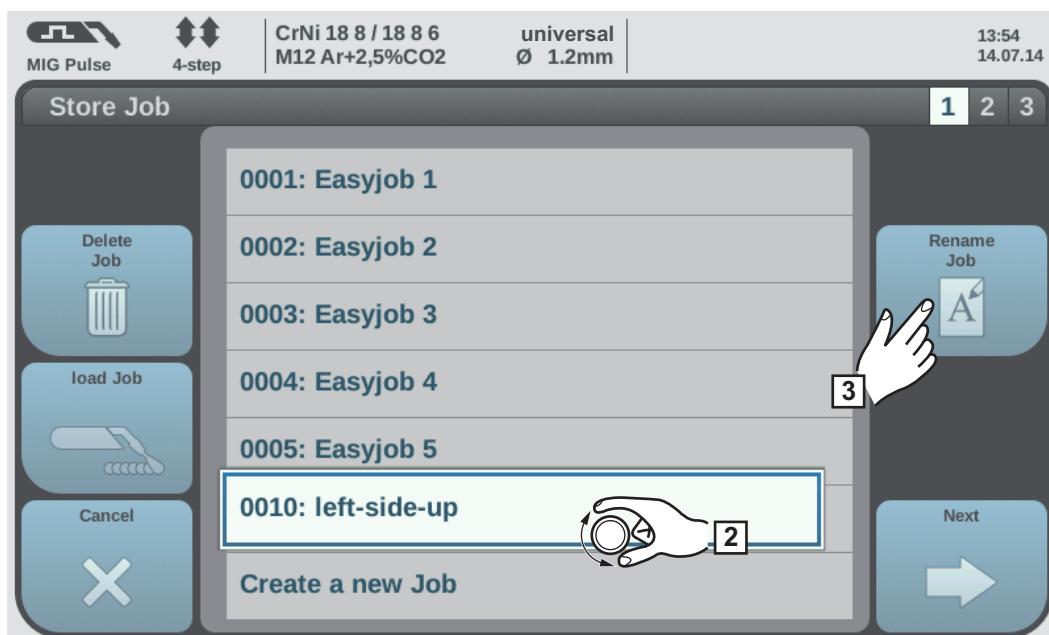 MIG Pulse
4-step
CrNi 18 8 / 18 8 6
M12 Ar+2,5%CO2
universal
Ø 1.2mm
13:54
14.07.14
Store Job
1 2 3
0001: Easyjob 1
0002: Easyjob 2
0003: Easyjob 3
0004: Easyjob 4
0005: Easyjob 5
0010: left-side-up
Create a new Job
Delete
Job
load Job
Cancel
Rename
Job
A
3
2
Next